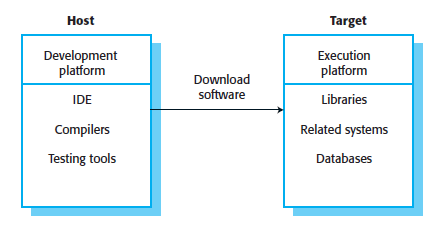 Host
Development
platform
IDE
Compilers
Testing tools
Download
software
Target
Execution
platform
Libraries
Related systems
Databases